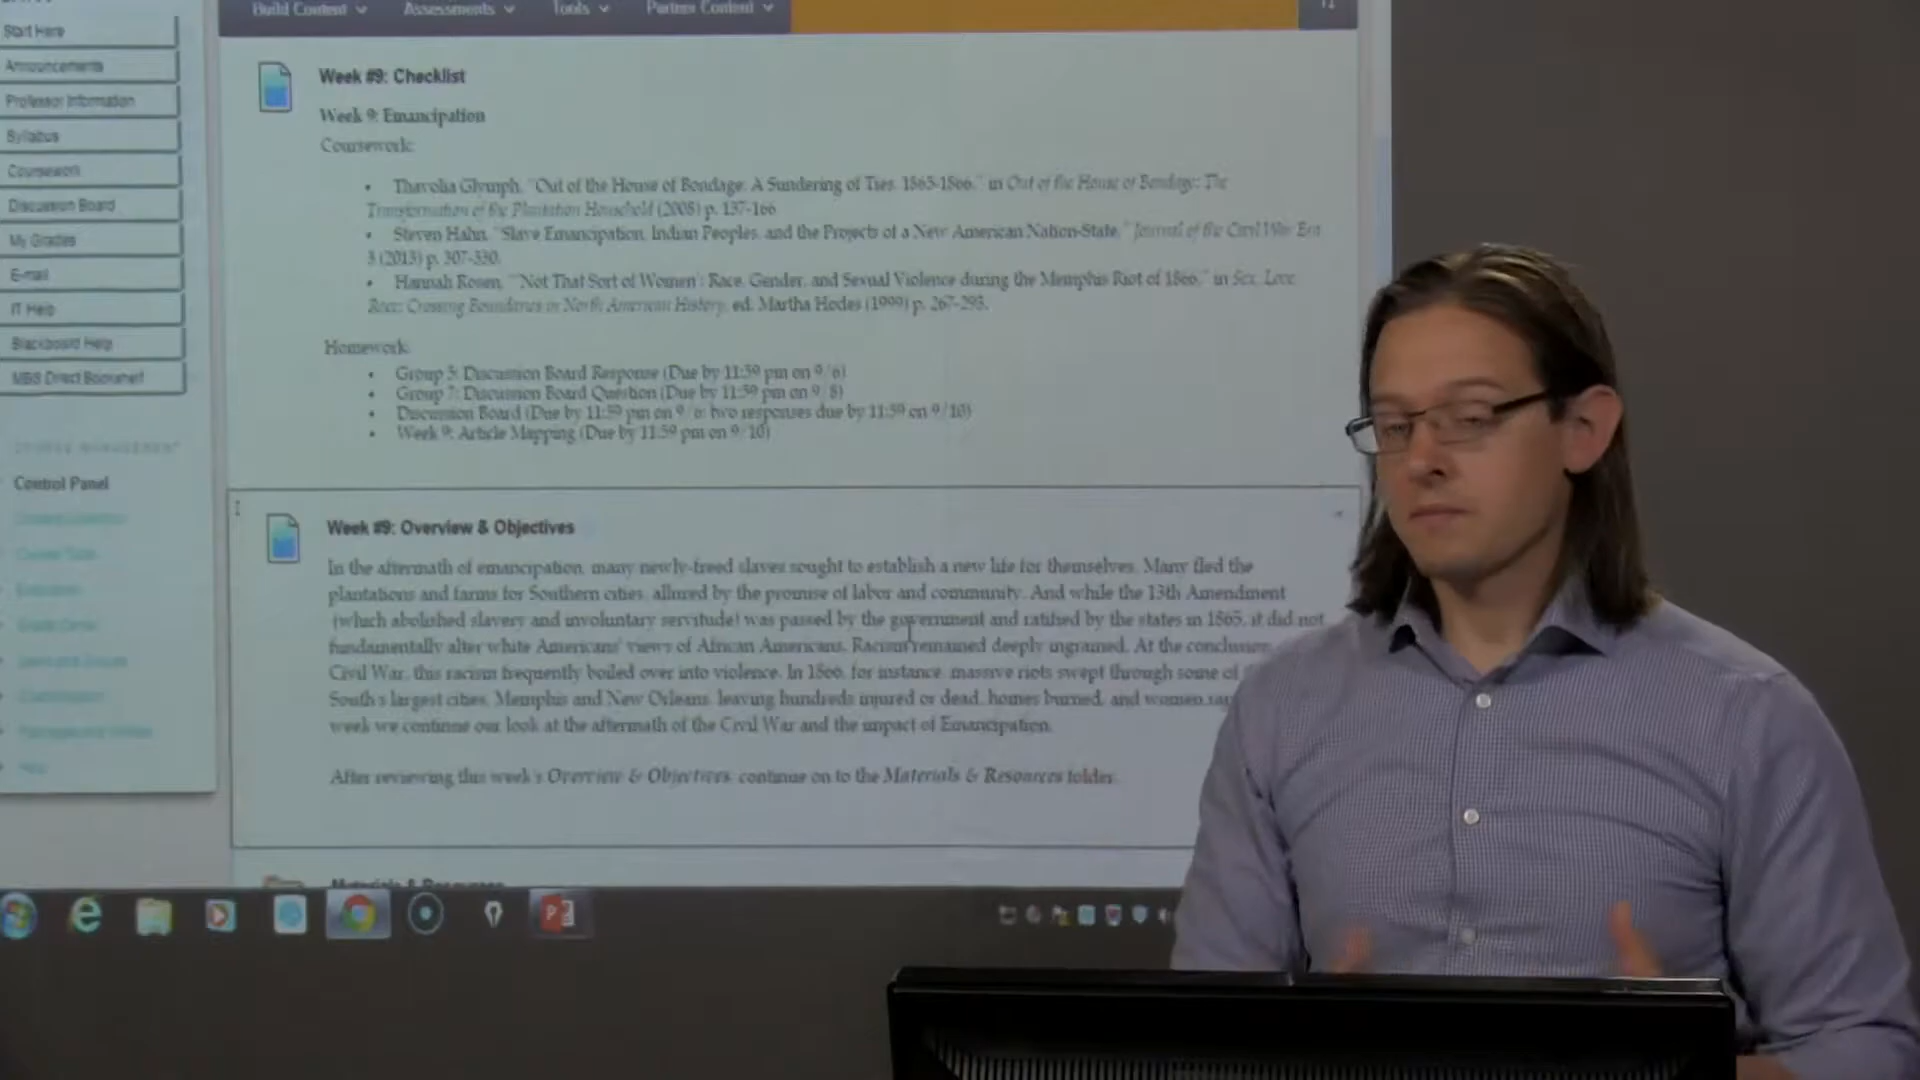 Build Content
Assessments
Tools
Partner Content
Start Here
Announcements
Professor Information
Syllabus
Coursework
Discussion Board
My Grades
E-mail
IT Help
Blackboard Help
MBS Direct Bookshelf
COURSE MANAGEMENT
Control Panel
Help
Week #9: Checklist
Week 9: Emancipation
Coursework:
• Thavolia Glymph, "Out of the House of Bondage: A Sundering of Ties, 1865-1866," in Out of the House of Bondage: The
Transformation of the Plantation Household (2008) p. 137-166
• Steven Hahn, "Slave Emancipation, Indian Peoples, and the Projects of a New American Nation-State," Journal of the Civil War Era
3 (2013) p. 307-330.
• Hannah Rosen, "'Not That Sort of Women': Race, Gender, and Sexual Violence during the Memphis Riot of 1866," in Sex, Love,
Race: Crossing Boundaries in North American History, ed. Martha Hodes (1999) p. 267-293.
Homework:
• Group 5: Discussion Board Response (Due by 11:59 pm on 9/6)
• Group 7: Discussion Board Question (Due by 11:59 pm on 9/8)
• Discussion Board (Due by 11:59 pm on 9/6; two responses due by 11:59 on 9/10)
• Week 9: Article Mapping (Due by 11:59 pm on 9/10)
Week #9: Overview & Objectives
In the aftermath of emancipation, many newly-freed slaves sought to establish a new life for themselves. Many fled the
plantations and farms for Southern cities, allured by the promise of labor and community. And while the 13th Amendment
(which abolished slavery and involuntary servitude) was passed by the government and ratified by the states in 1865, it did not
fundamentally alter white Americans' views of African Americans. Racism remained deeply ingrained. At the conclusion
Civil War, this racism frequently boiled over into violence. In 1866, for instance, massive riots swept through some of
South's largest cities, Memphis and New Orleans, leaving hundreds injured or dead, homes burned, and women
week we continue our look at the aftermath of the Civil War and the impact of Emancipation.
After reviewing this week's Overview & Objectives, continue on to the Materials & Resources folder.
Materials & Resources